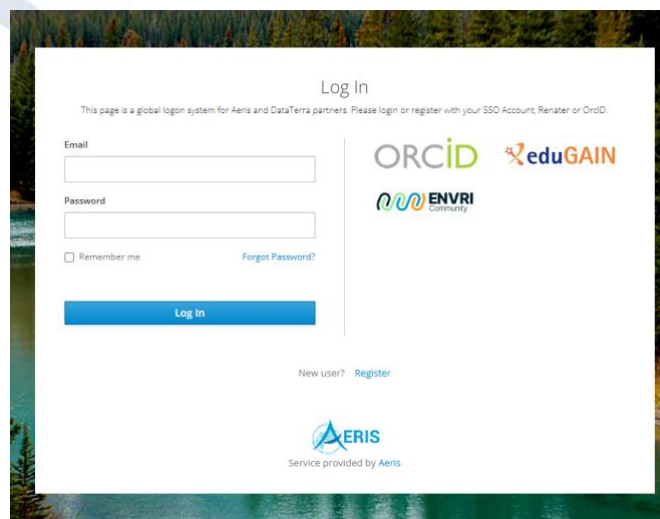 Log In
This page is a global logon system for Aeris and DataTerra partners. Please login or register with your SSO Account, Renater or OrcID.
Email
Password
Remember me
Forgot Password?
Log In
ORCID
eduGAIN
ENVRI
Community
New user? Register
AERIS
Service provided by Aeris